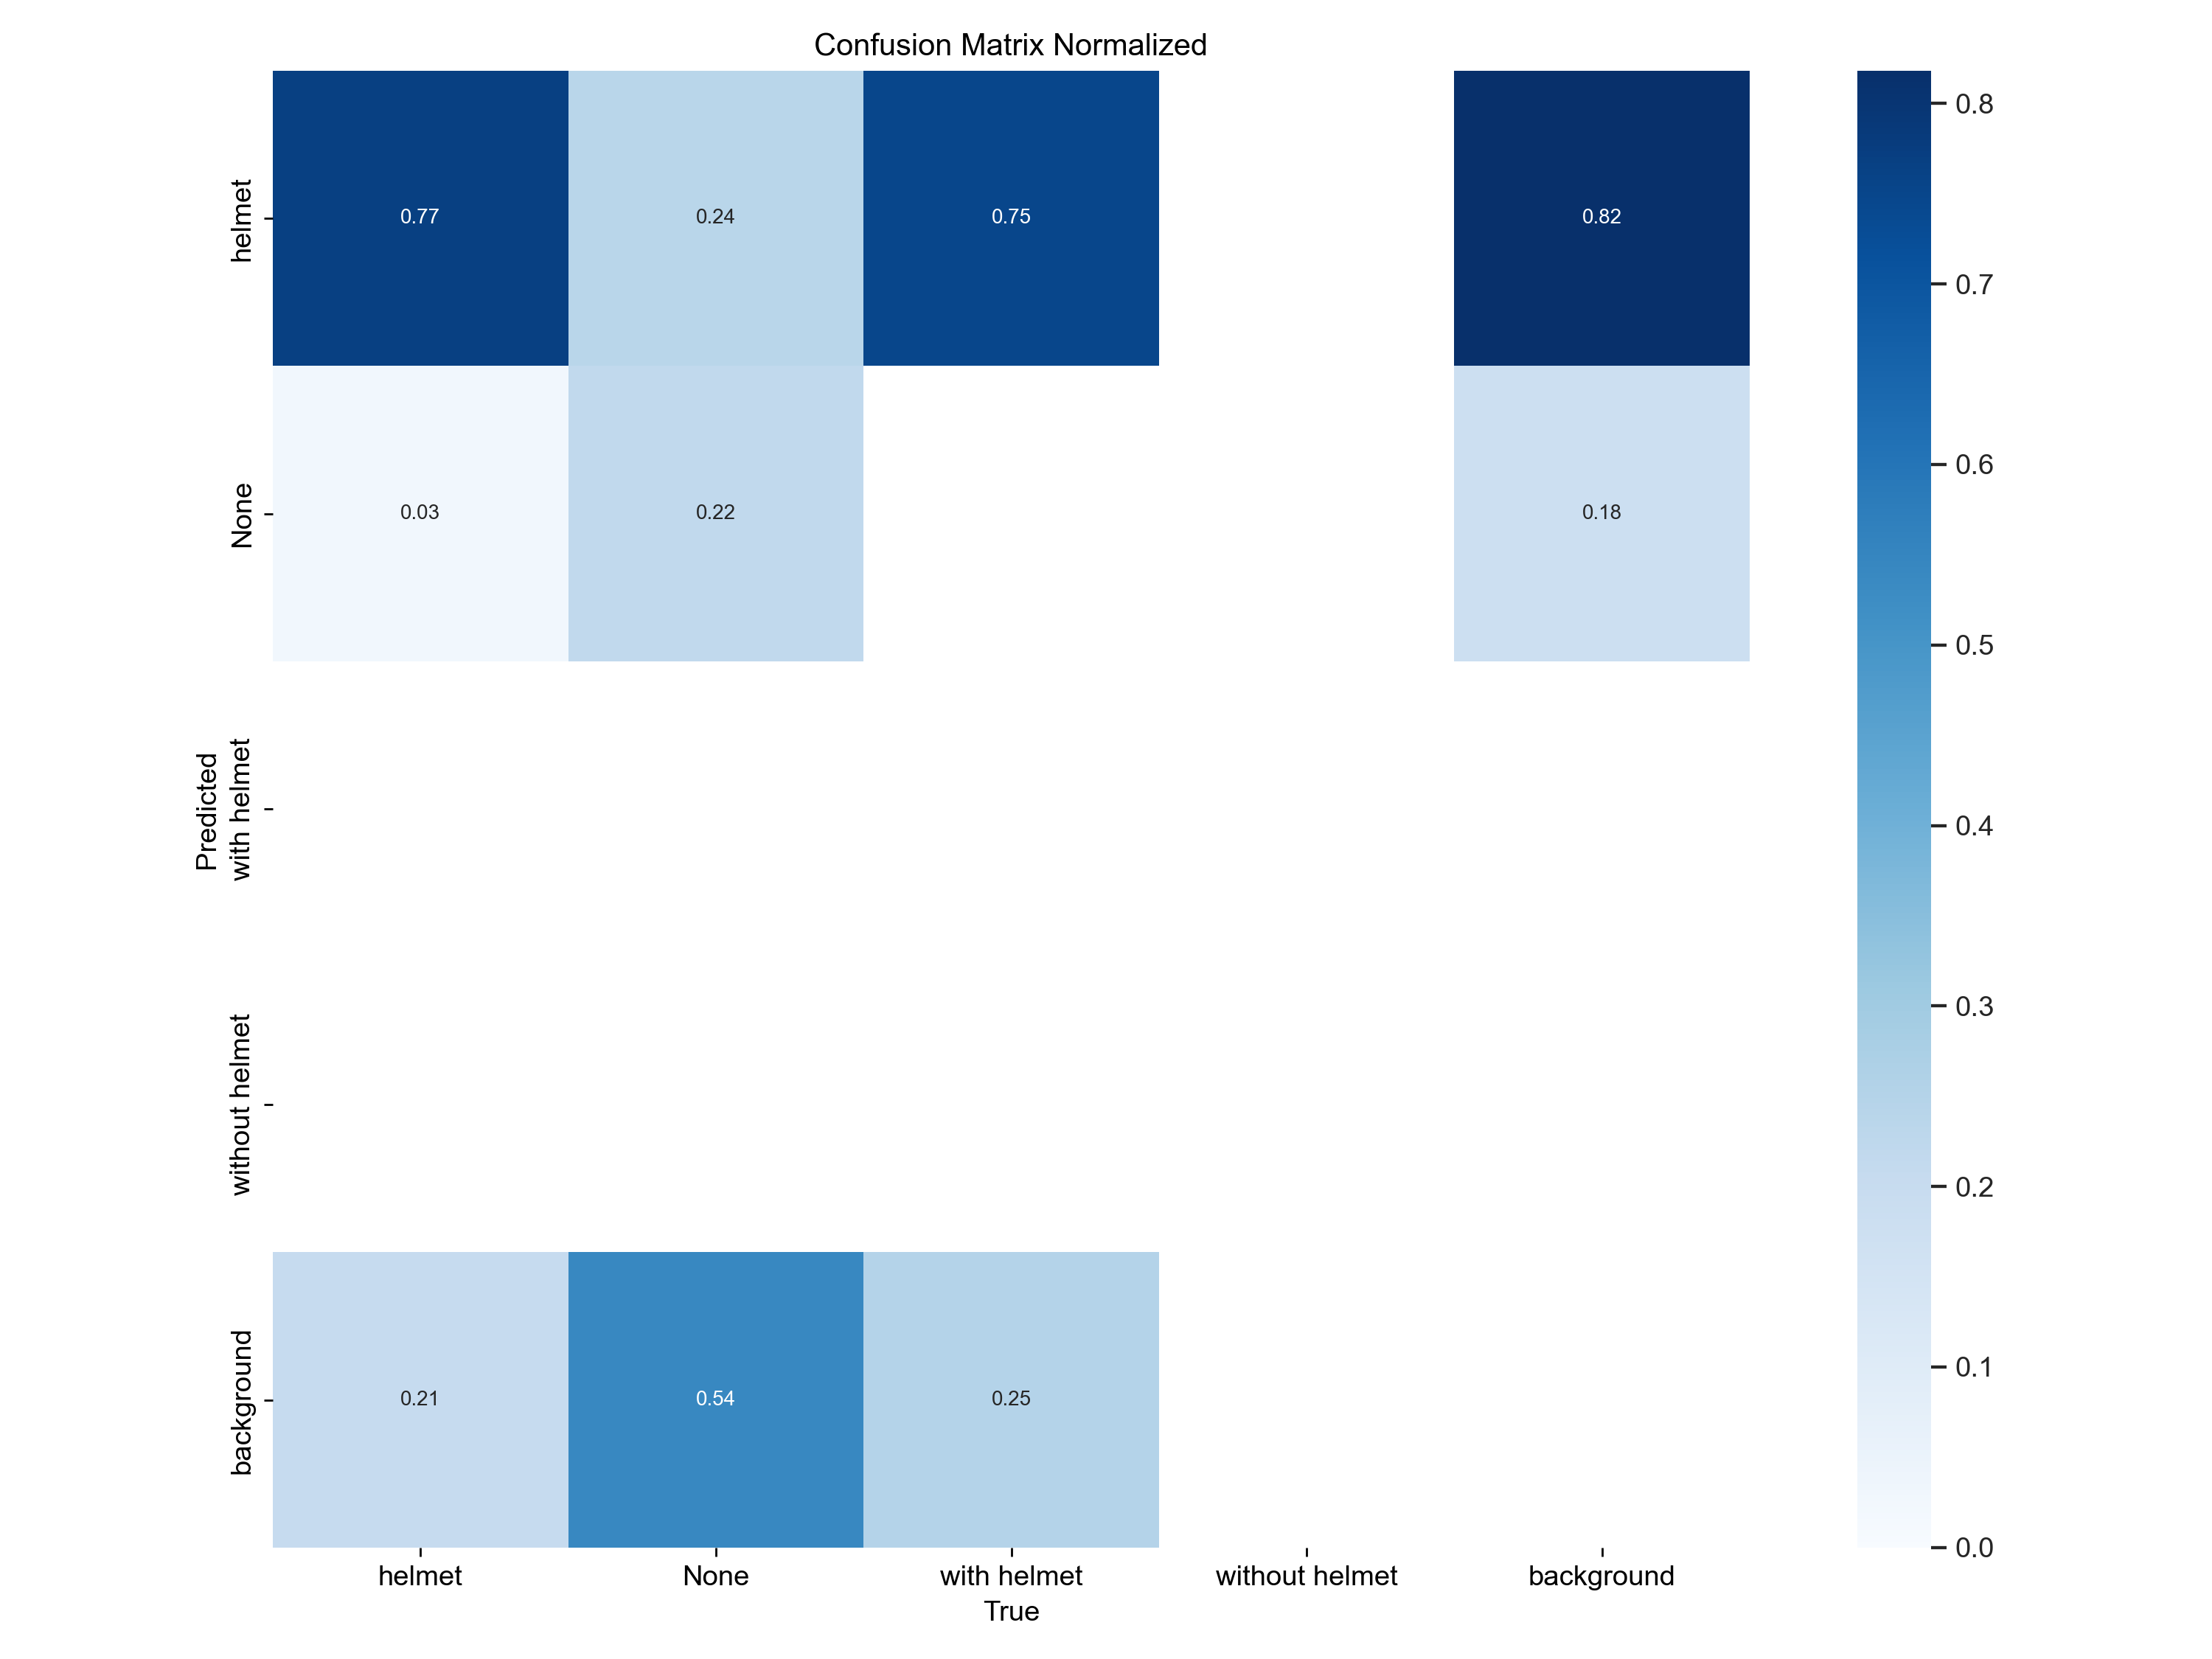 Confusion Matrix Normalized
helmet
0.77
0.24
0.75
0.82
None
0.03
0.22
0.18
Predicted
with helmet
without helmet
background
0.21
0.54
0.25
helmet
None
with helmet
without helmet
background
True
0.8
0.7
0.6
0.5
0.4
0.3
0.2
0.1
0.0